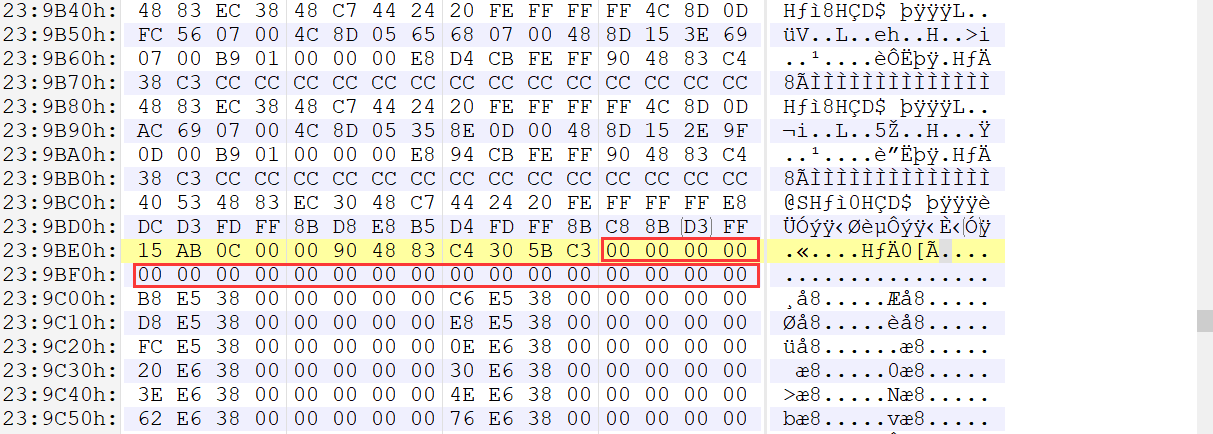 23:9B40h: 48 83 EC 38 48 C7 44 24 20 FE FF FF FF 4C 8D 0D Hƒì8HÇD$ þÿÿÿL..
23:9B50h: FC 56 07 00 4C 8D 05 65 68 07 00 48 8D 15 3E 69 üV..L..eh..H..>i
23:9B60h: 07 00 B9 01 00 00 00 E8 D4 CB FE FF 90 48 83 C4 ..¹....èÔËþÿ.HƒÄ
23:9B70h: 38 C3 CC CC CC CC CC CC CC CC CC CC CC CC CC CC 8ÃÌÌÌÌÌÌÌÌÌÌÌÌÌÌ
23:9B80h: 48 83 EC 38 48 C7 44 24 20 FE FF FF FF 4C 8D 0D Hƒì8HÇD$ þÿÿÿL..
23:9B90h: AC 69 07 00 4C 8D 05 35 8E 0D 00 48 8D 15 2E 9F ¬i..L..5Ž..H...Ÿ
23:9BA0h: 0D 00 B9 01 00 00 00 E8 94 CB FE FF 90 48 83 C4 ..¹....è”Ëþÿ.HƒÄ
23:9BB0h: 38 C3 CC CC CC CC CC CC CC CC CC CC CC CC CC CC 8ÃÌÌÌÌÌÌÌÌÌÌÌÌÌÌ
23:9BC0h: 40 53 48 83 EC 30 48 C7 44 24 20 FE FF FF FF E8 @SHƒì0HÇD$ þÿÿÿè
23:9BD0h: DC D3 FD FF 8B D8 E8 B5 D4 FD FF 8B C8 8B D3 FF ÜÓýÿ‹ØèµÔýÿ‹È‹Óÿ
23:9BE0h: 15 AB 0C 00 00 90 48 83 C4 30 5B C3 00 00 00 00 .«....HƒÄ0[Ã....
23:9BF0h: 00 00 00 00 00 00 00 00 00 00 00 00 00 00 00 00 ................
23:9C00h: B8 E5 38 00 00 00 00 00 C6 E5 38 00 00 00 00 00 ¸å8.....Æå8.....
23:9C10h: D8 E5 38 00 00 00 00 00 E8 E5 38 00 00 00 00 00 Øå8.....èå8.....
23:9C20h: FC E5 38 00 00 00 00 00 0E E6 38 00 00 00 00 00 üå8......æ8.....
23:9C30h: 20 E6 38 00 00 00 00 00 30 E6 38 00 00 00 00 00  æ8.....0æ8.....
23:9C40h: 3E E6 38 00 00 00 00 00 4E E6 38 00 00 00 00 00 >æ8.....Næ8.....
23:9C50h: 62 E6 38 00 00 00 00 00 76 E6 38 00 00 00 00 00 bæ8.....væ8.....